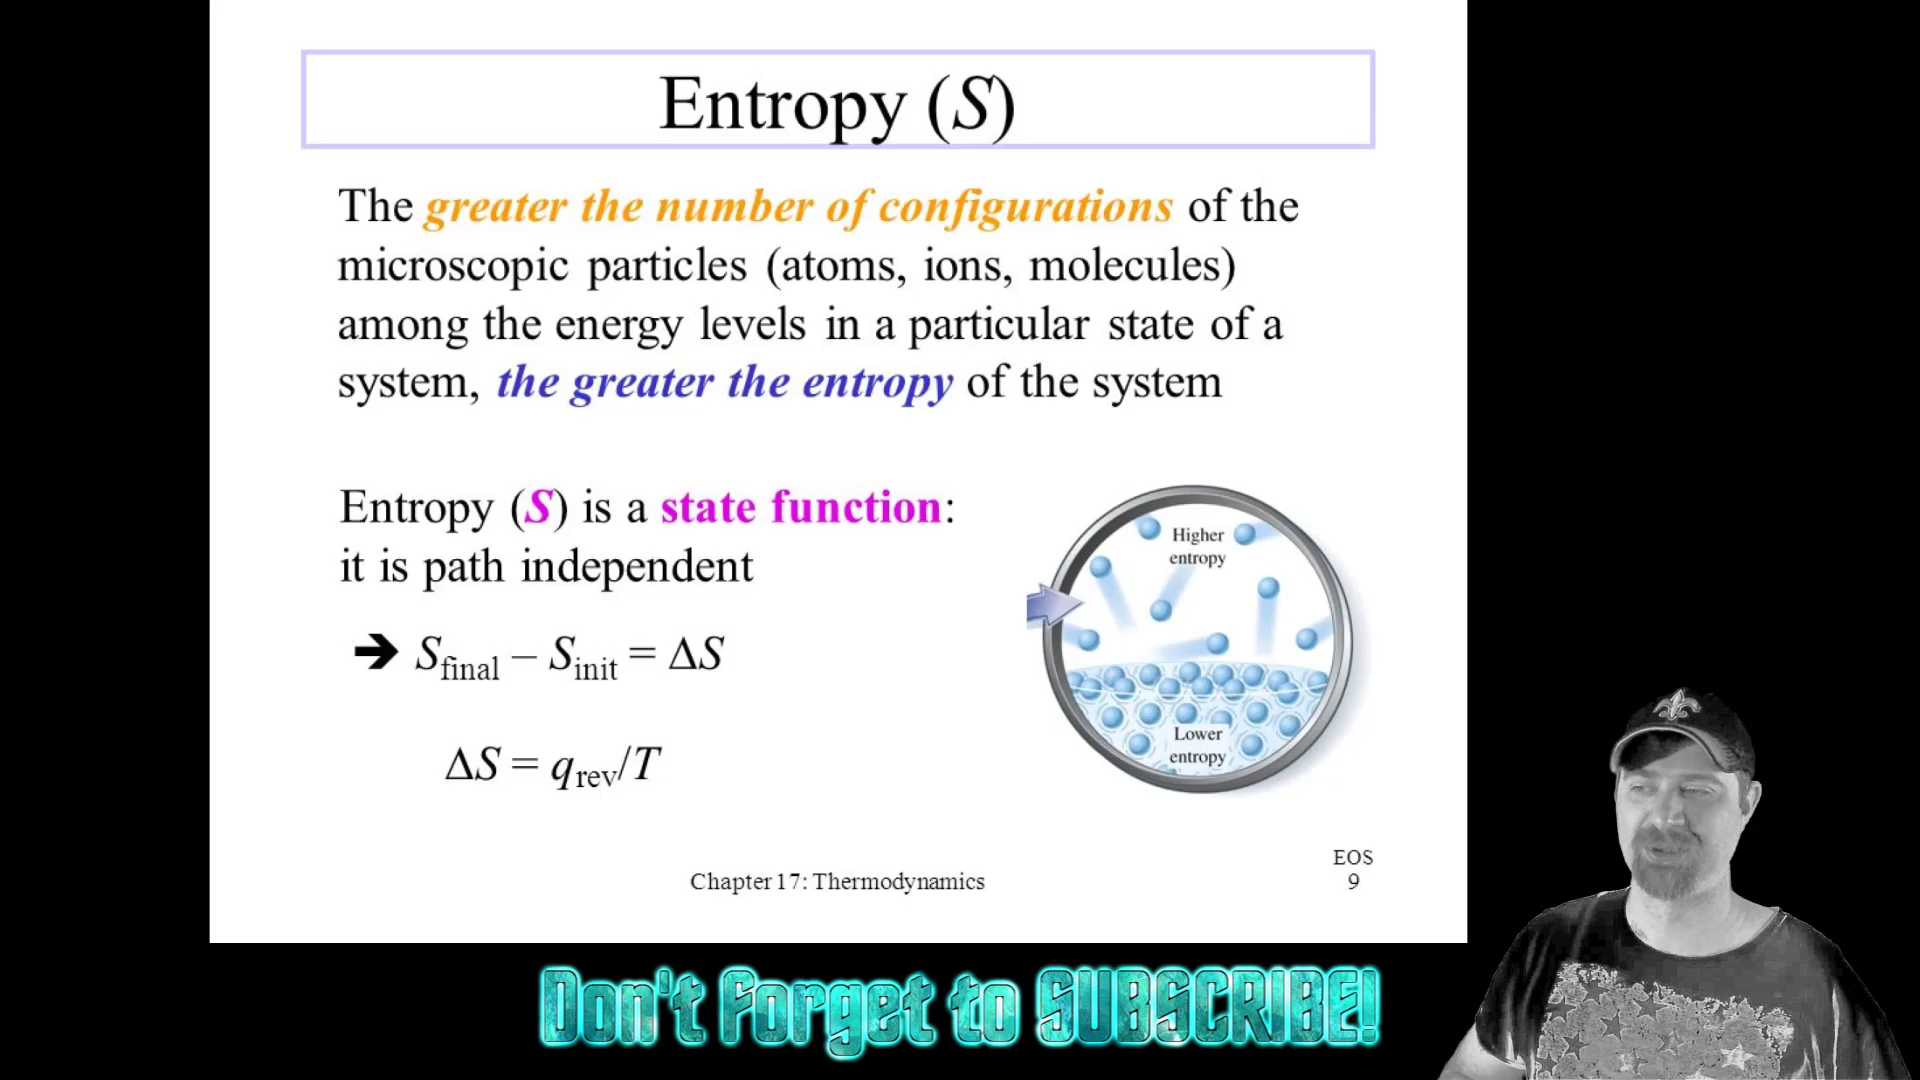 Entropy (S)
The greater the number of configurations of the
microscopic particles (atoms, ions, molecules)
among the energy levels in a particular state of a
system, the greater the entropy of the system
Entropy (S) is a state function:
it is path independent
➔ Sfinal – Sinit = ΔS
ΔS = qrev/T
Higher
entropy
Lower
entropy
Chapter 17: Thermodynamics
EOS
9
Don't Forget to SUBSCRIBE!